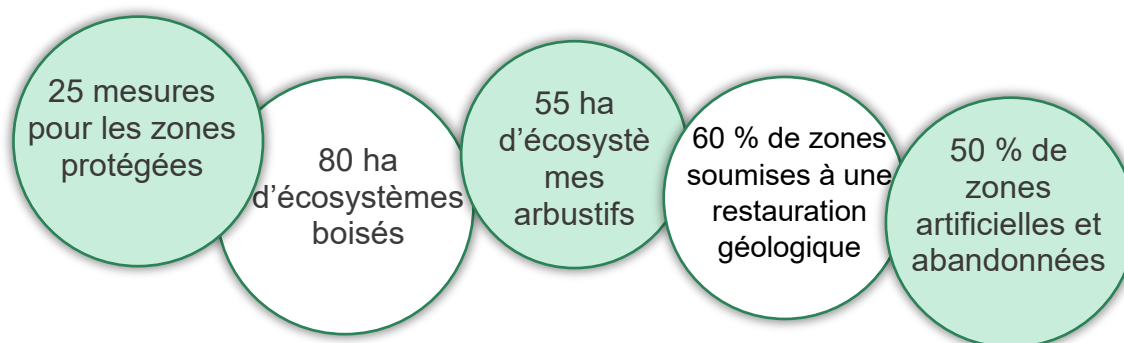 25 mesures
pour les zones
protégées
80 ha
d’écosystèmes
boisés
55 ha
d’écosystè
mes
arbustifs
60 % de zones
soumises à une
restauration
géologique
50 % de
zones
artificielles et
abandonnées